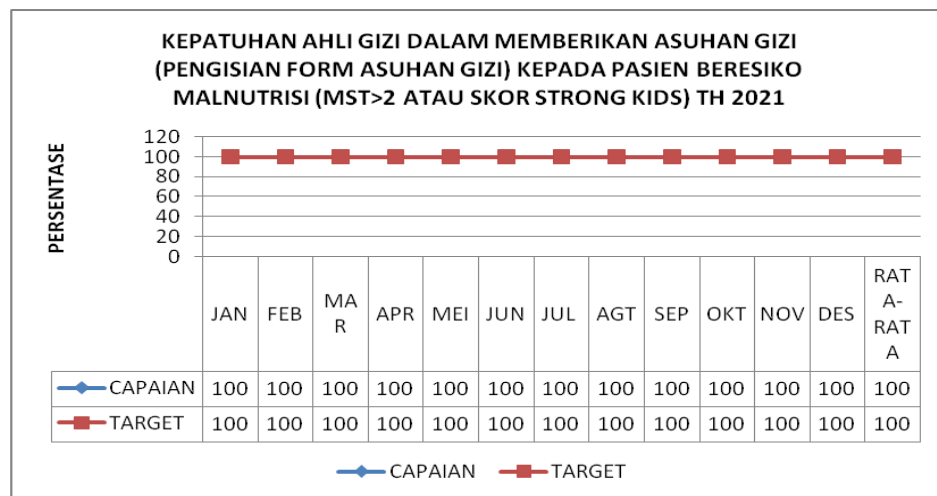 KEPATUHAN AHLI GIZI DALAM MEMBERIKAN ASUHAN GIZI
(PENGISIAN FORM ASUHAN GIZI) KEPADA PASIEN BERESIKO
MALNUTRISI (MST>2 ATAU SKOR STRONG KIDS) TH 2021
PERSENTASE
120
100
80
60
40
20
0
JAN FEB MAR APR MEI JUN JUL AGT SEP OKT NOV DES RATA-RATA
CAPAIAN 100 100 100 100 100 100 100 100 100 100 100 100 100
TARGET 100 100 100 100 100 100 100 100 100 100 100 100 100
CAPAIAN TARGET